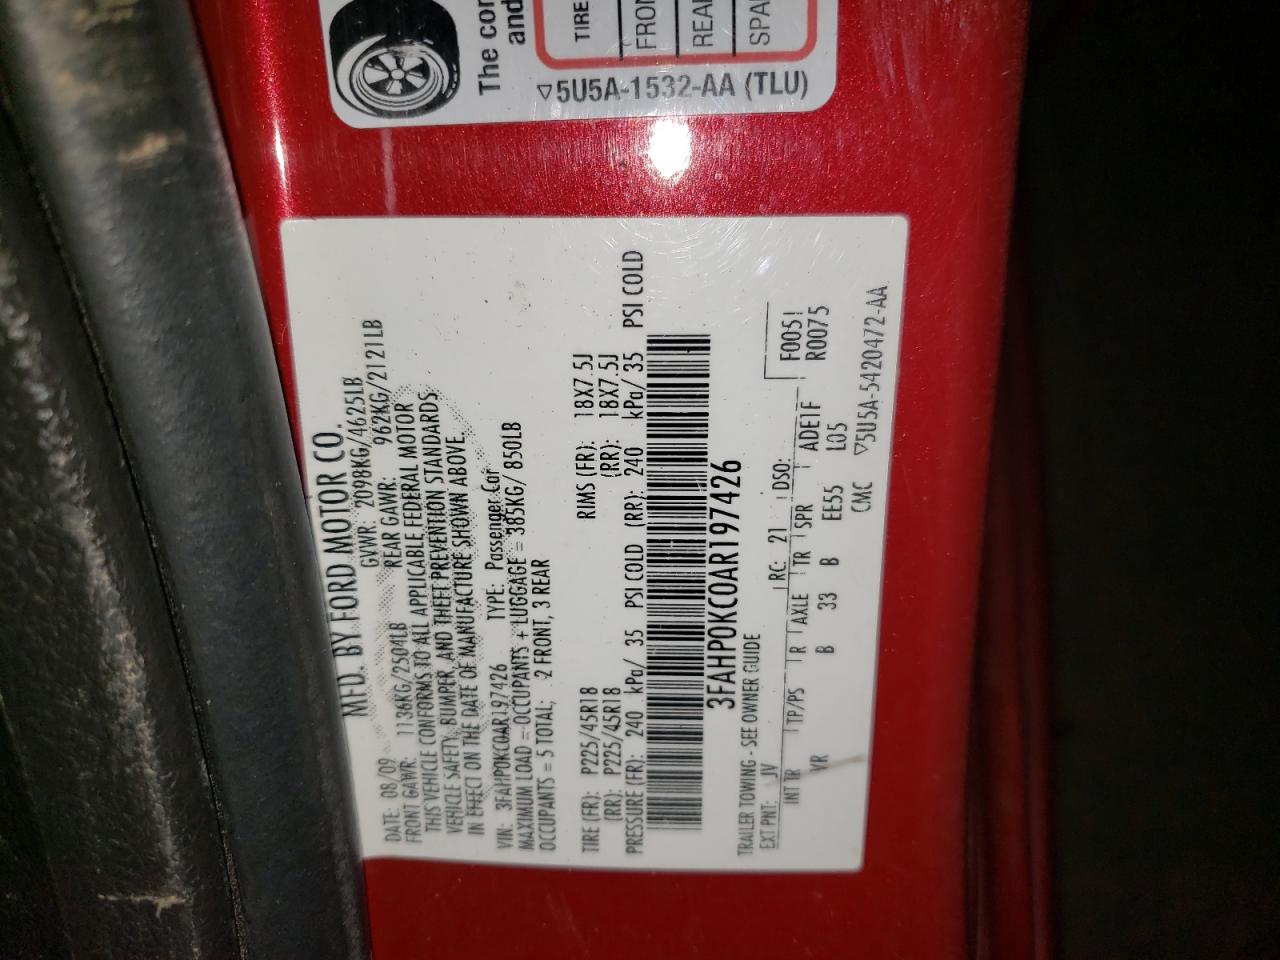 The con
and
TIRE
FRON
REAR
SPAR
▽5U5A-1532-AA (TLU)
MFD. BY FORD MOTOR CO.
DATE: 08/09 GVWR: 2098KG/4625LB
FRONT GAWR: 1136KG/2504LB REAR GAWR: 962KG/2121LB
THIS VEHICLE CONFORMS TO ALL APPLICABLE FEDERAL MOTOR
VEHICLE SAFETY, BUMPER, AND THEFT PREVENTION STANDARDS
IN EFFECT ON THE DATE OF MANUFACTURE SHOWN ABOVE.
VIN: 3FAHP0KC0AR197426 TYPE: Passenger Car
MAXIMUM LOAD = OCCUPANTS + LUGGAGE = 385KG/ 850LB
OCCUPANTS = 5 TOTAL; 2 FRONT, 3 REAR
TIRE (FR): P225/45R18 RIMS (FR): 18X7.5J
(RR): P225/45R18 (RR): 18X7.5J
PRESSURE (FR): 240 kPa/ 35 PSI COLD (RR): 240 kPa/ 35 PSI COLD
3FAHP0KC0AR197426
TRAILER TOWING - SEE OWNER GUIDE
EXT PNT: JV RC: 21 DSO: F0051
R0075
INT TR TP/PS R AXLE TR SPR ADE1F
VR B 33 B EE55 L05
CMC ▽5U5A-5420472-AA